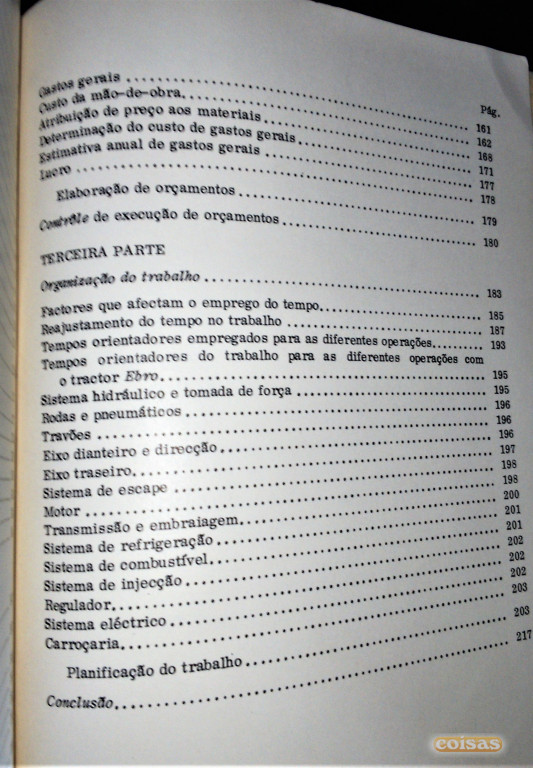 Pág.
Gastos gerais ........ 161
Custo da mão-de-obra........ 162
Atribuição de preço aos materiais ........ 168
Determinação do custo de gastos gerais........ 171
Estimativa anual de gastos gerais ........ 177
Lucro ........ 178
Elaboração de orçamentos ........ 179
Contrôle de execução de orçamentos ........ 180
TERCEIRA PARTE
Organização do trabalho ........ 183
Factores que afectam o emprego do tempo........ 185
Reajustamento do tempo no trabalho ........ 187
Tempos orientadores empregados para as diferentes operações........ 193
Tempos orientadores do trabalho para as diferentes operações com
o tractor Ebro........ 195
Sistema hidráulico e tomada de força ........ 195
Rodas e pneumáticos ........ 196
Travões ........ 196
Eixo dianteiro e direcção........ 196
Eixo traseiro........ 197
Sistema de escape ........ 198
Motor ........ 198
Transmissão e embraiagem........ 200
Sistema de refrigeração ........ 201
Sistema de combustível........ 201
Sistema de injecção ........ 202
Regulador........ 202
Sistema eléctrico ........ 202
Carroçaria........ 203
Planificação do trabalho ........ 203
Conclusão........ 217
coisas